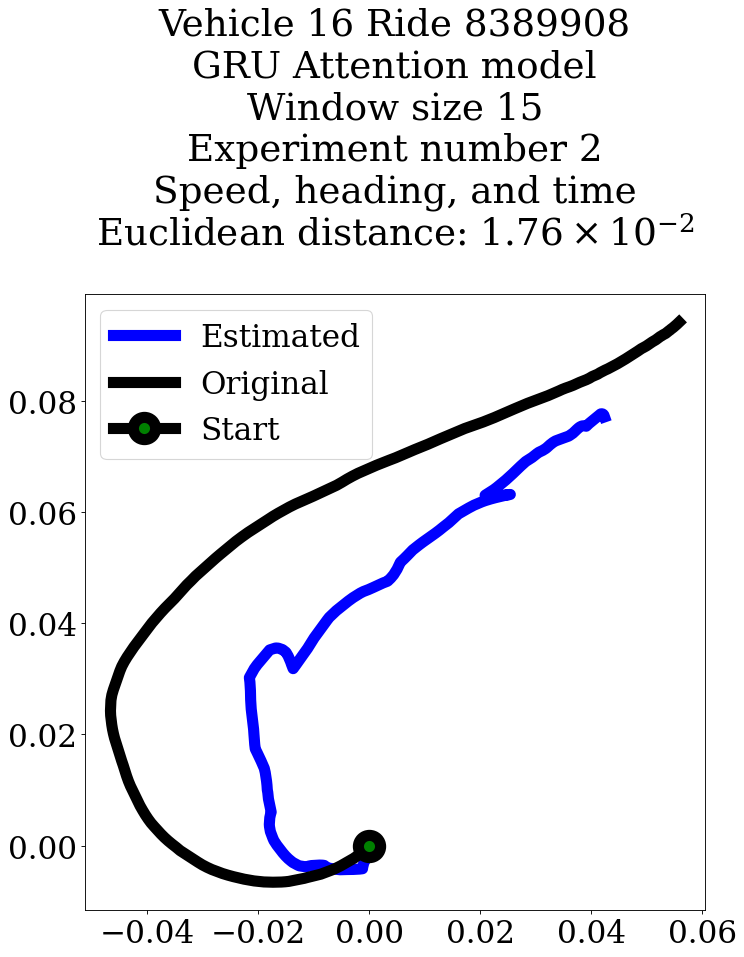 Vehicle 16 Ride 8389908
GRU Attention model
Window size 15
Experiment number 2
Speed, heading, and time
Euclidean distance: 1.76 × 10⁻²
Estimated
Original
Start
0.08
0.06
0.04
0.02
0.00
−0.04 −0.02 0.00 0.02 0.04 0.06